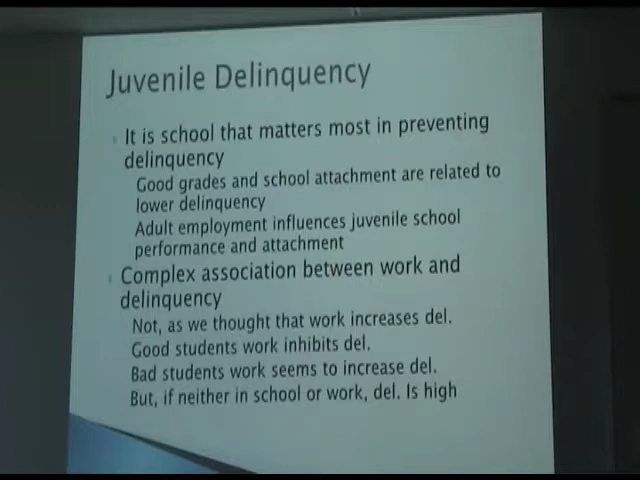 Juvenile Delinquency
It is school that matters most in preventing
delinquency
Good grades and school attachment are related to
lower delinquency
Adult employment influences juvenile school
performance and attachment
Complex association between work and
delinquency
Not, as we thought that work increases del.
Good students work inhibits del.
Bad students work seems to increase del.
But, if neither in school or work, del. Is high